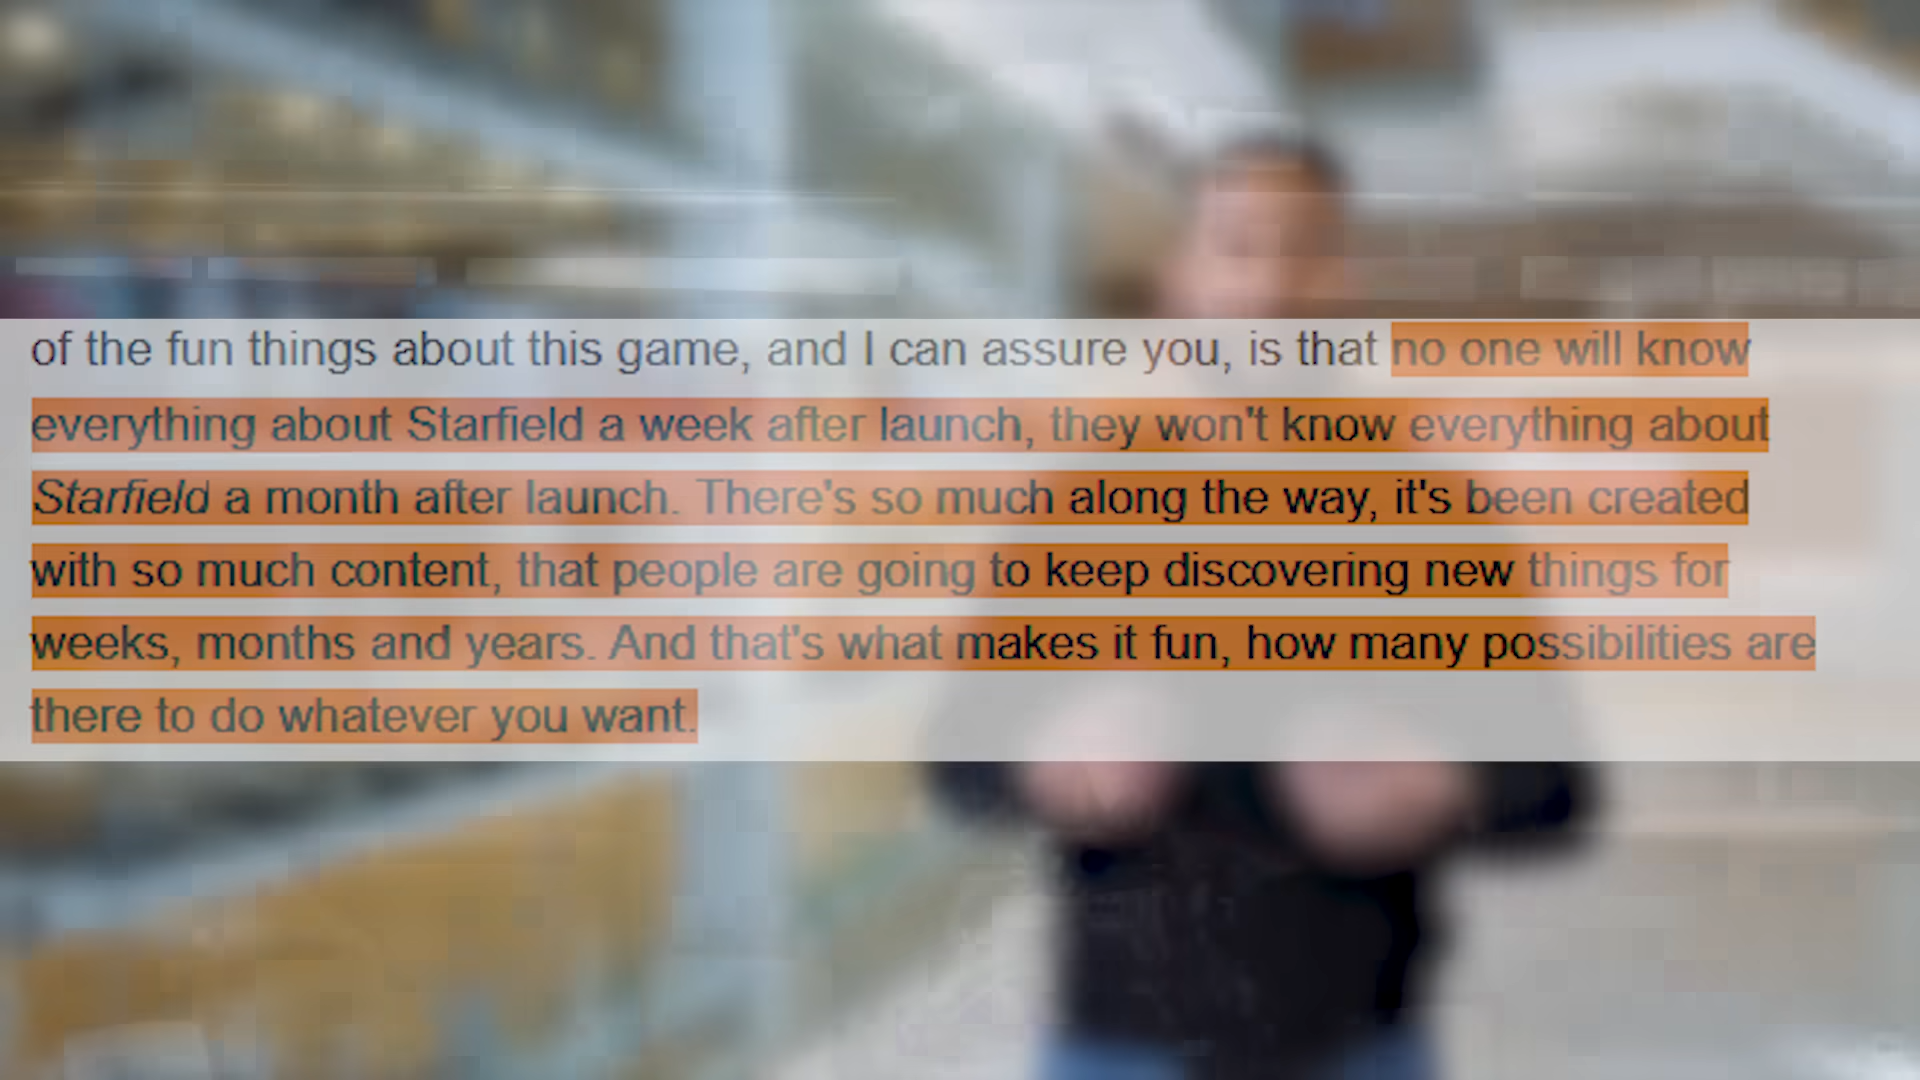 of the fun things about this game, and I can assure you, is that no one will know
everything about Starfield a week after launch, they won't know everything about
Starfield a month after launch. There's so much along the way, it's been created
with so much content, that people are going to keep discovering new things for
weeks, months and years. And that's what makes it fun, how many possibilities are
there to do whatever you want.